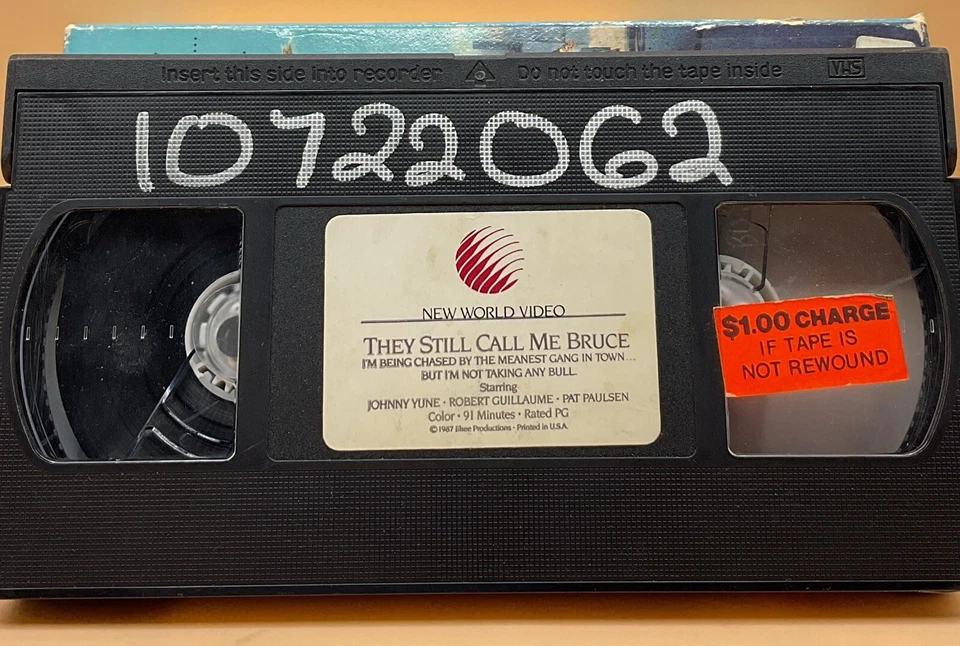 Insert this side into recorder Do not touch the tape inside VHS
10722062
NEW WORLD VIDEO
THEY STILL CALL ME BRUCE
I'M BEING CHASED BY THE MEANEST GANG IN TOWN...
BUT I'M NOT TAKING ANY BULL.
Starring
JOHNNY YUNE • ROBERT GUILLAUME • PAT PAULSEN
Color • 91 Minutes • Rated PG
© 1987 Jihee Productions • Printed in U.S.A.
$1.00 CHARGE
IF TAPE IS
NOT REWOUND